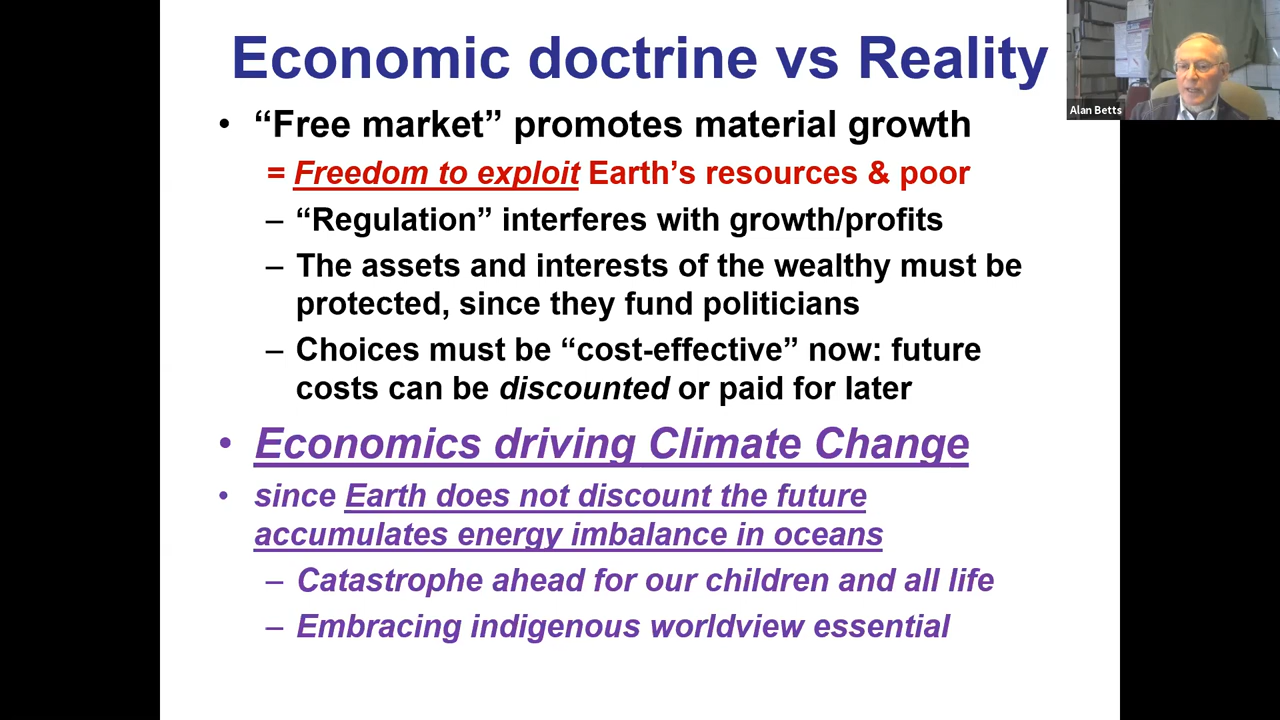 Economic doctrine vs Reality
• “Free market” promotes material growth
= Freedom to exploit Earth’s resources & poor
– “Regulation” interferes with growth/profits
– The assets and interests of the wealthy must be
protected, since they fund politicians
– Choices must be “cost-effective” now: future
costs can be discounted or paid for later
• Economics driving Climate Change
• since Earth does not discount the future
accumulates energy imbalance in oceans
– Catastrophe ahead for our children and all life
– Embracing indigenous worldview essential
Alan Betts